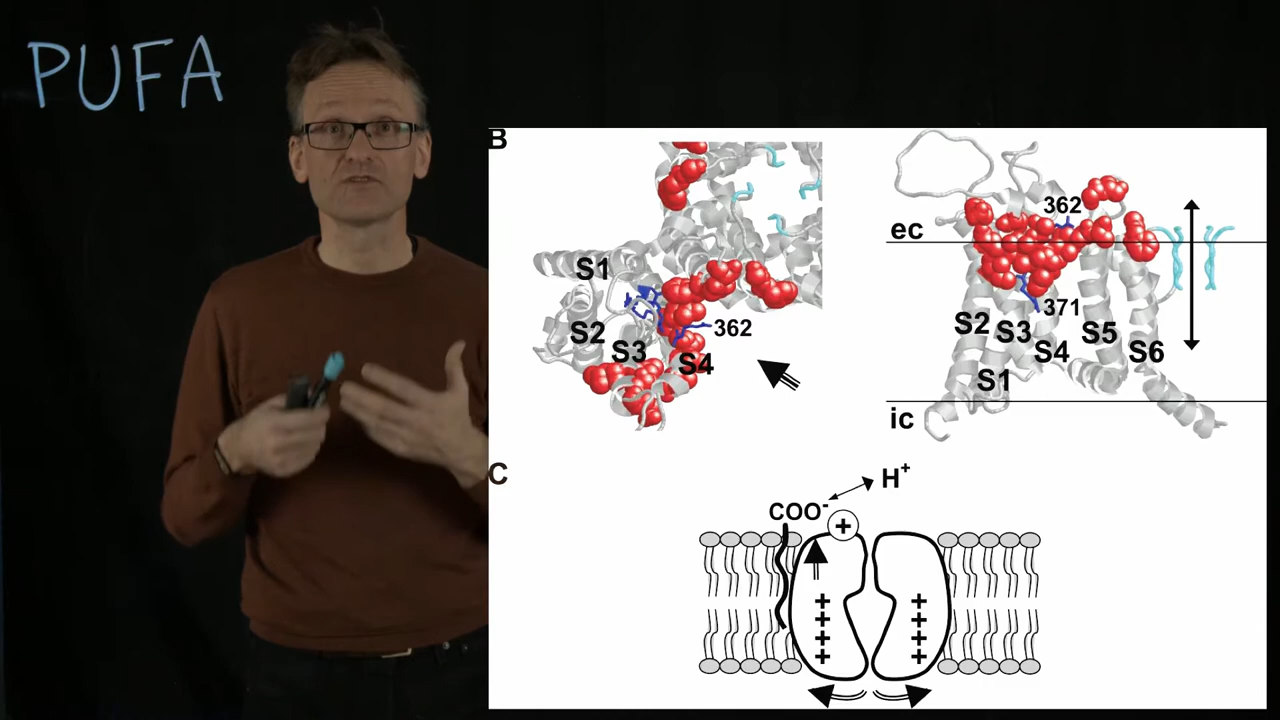 PUFA
B
S1
S2
S3
S4
362
ec
362
371
S2
S3
S4
S5
S6
S1
ic
C
COO⁻
H⁺
+
+ +
+ +
+ +
+ +